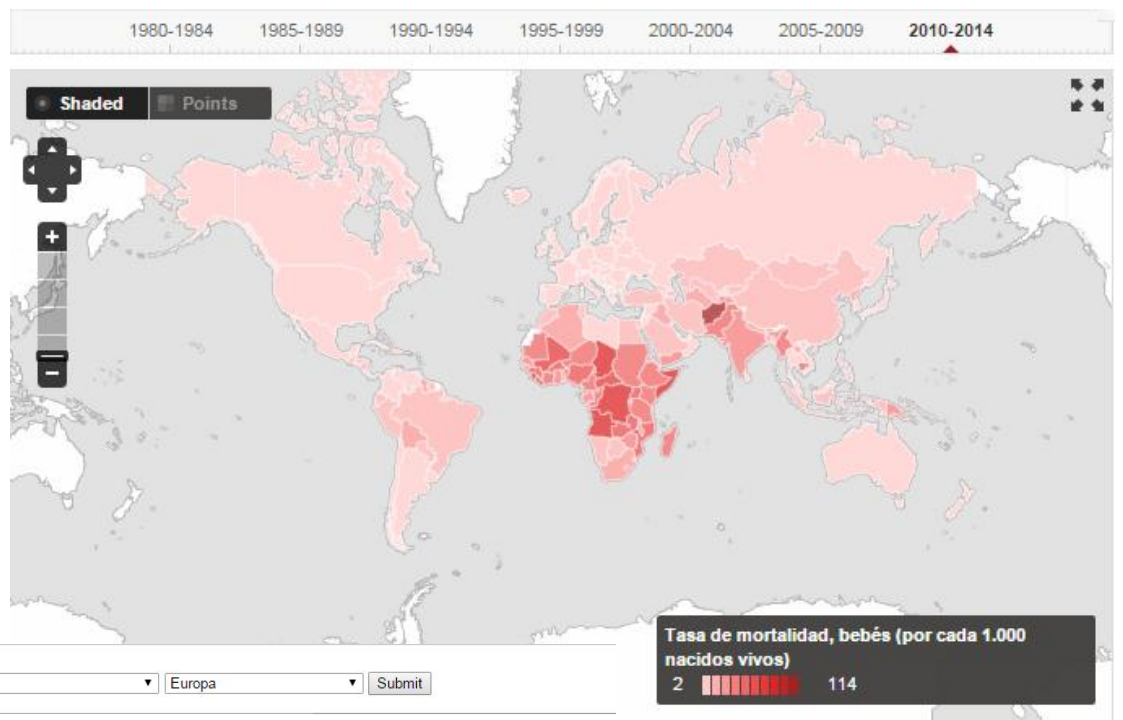 1980-1984 1985-1989 1990-1994 1995-1999 2000-2004 2005-2009 2010-2014
Shaded Points
+
−
Tasa de mortalidad, bebés (por cada 1.000
nacidos vivos)
2 114
Europa Submit